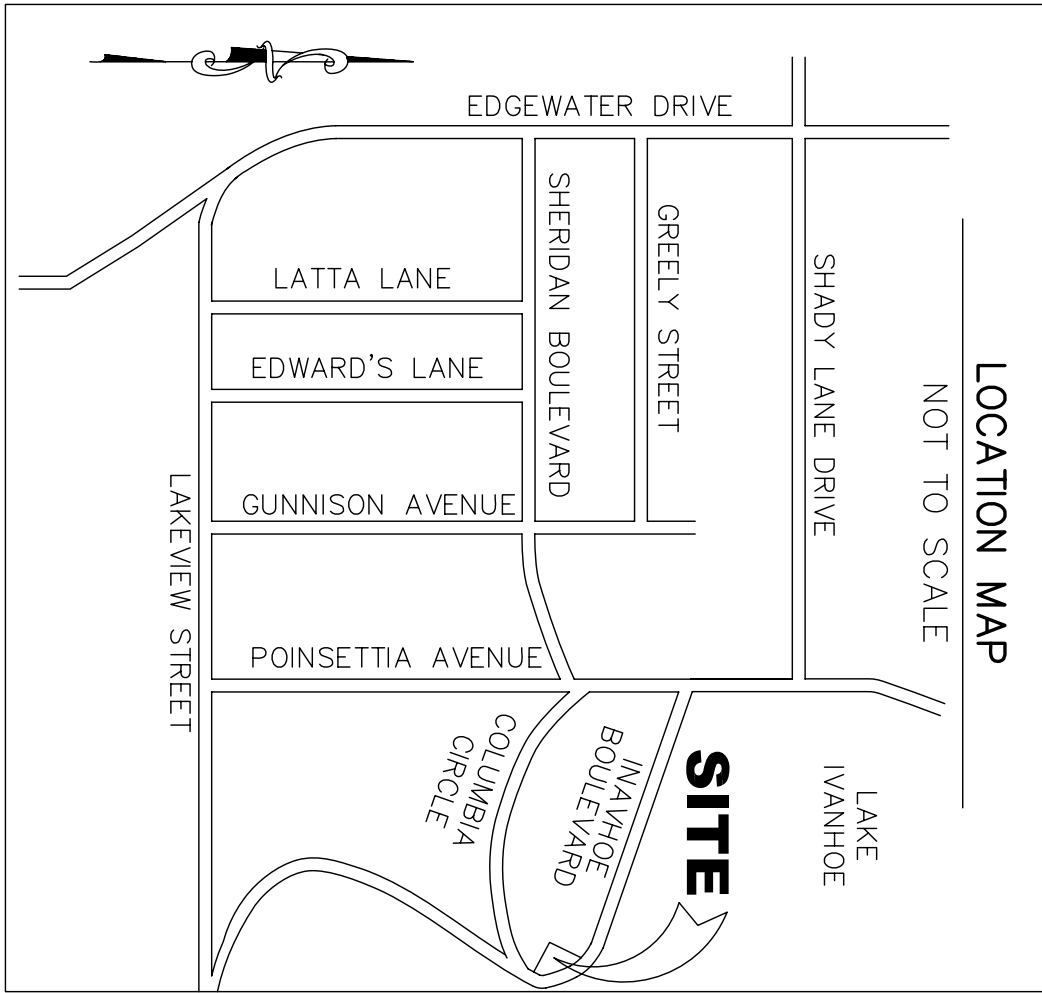 LOCATION MAP
NOT TO SCALE
EDGEWATER DRIVE
SHADY LANE DRIVE
GREELY STREET
SHERIDAN BOULEVARD
LATTA LANE
EDWARD'S LANE
GUNNISON AVENUE
POINSETTIA AVENUE
LAKEVIEW STREET
COLUMBIA
CIRCLE
INAVHOE
BOULEVARD
SITE
LAKE
IVANHOE